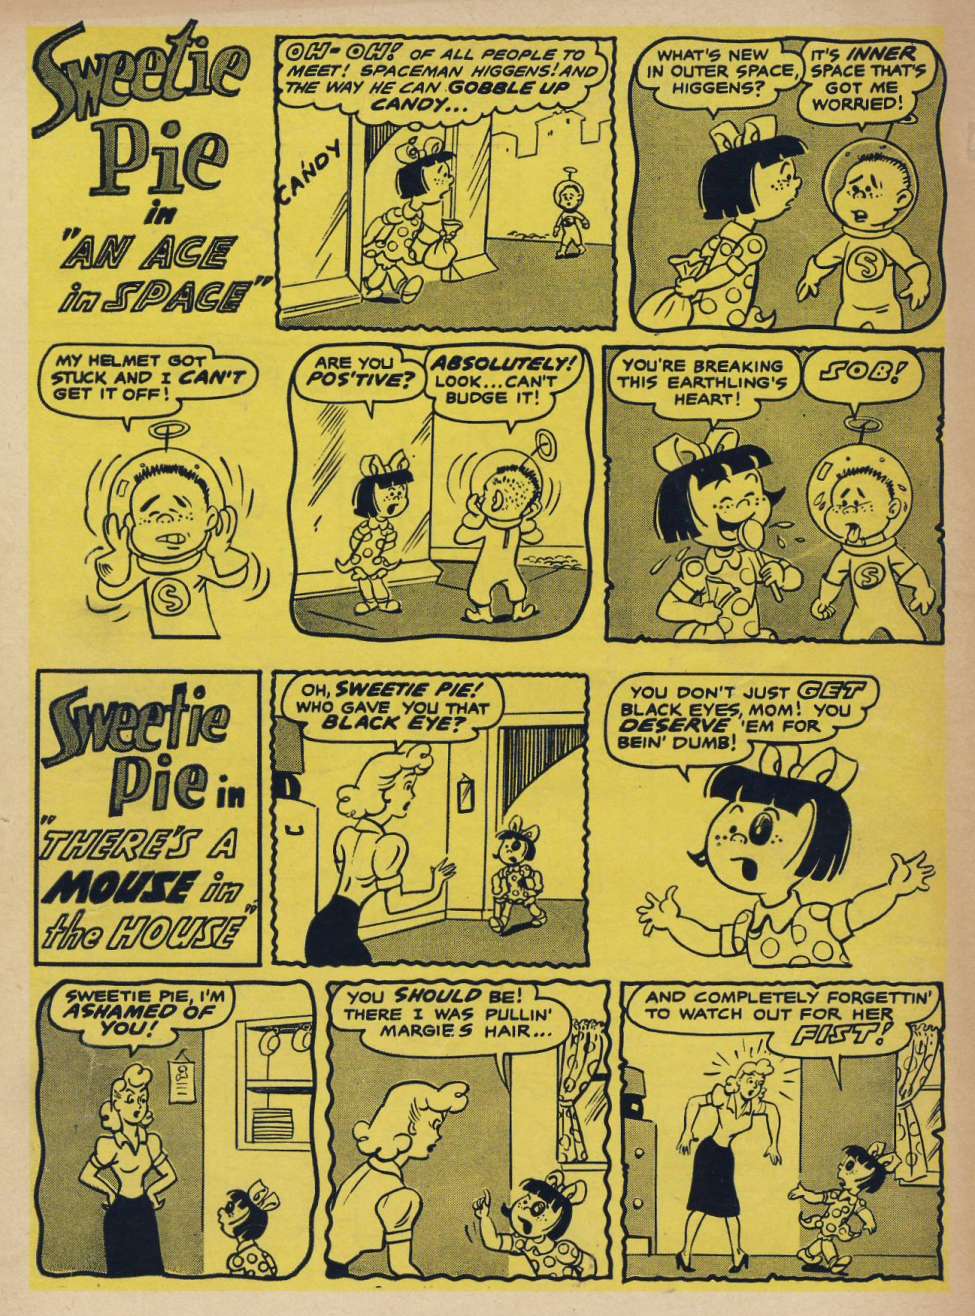 Sweetie
Pie
in
"AN ACE
in SPACE"
OH-OH! OF ALL PEOPLE TO
MEET! SPACEMAN HIGGENS! AND
THE WAY HE CAN GOBBLE UP
CANDY...
CANDY
WHAT'S NEW
IN OUTER SPACE,
HIGGENS?
IT'S INNER
SPACE THAT'S
GOT ME
WORRIED!
S
MY HELMET GOT
STUCK AND I CAN'T
GET IT OFF!
S
ARE YOU
POS'TIVE?
ABSOLUTELY!
LOOK...CAN'T
BUDGE IT!
YOU'RE BREAKING
THIS EARTHLING'S
HEART!
SOB!
S
Sweetie
Pie in
"THERE'S A
MOUSE in
the HOUSE"
OH, SWEETIE PIE!
WHO GAVE YOU THAT
BLACK EYE?
YOU DON'T JUST GET
BLACK EYES, MOM! YOU
DESERVE 'EM FOR
BEIN' DUMB!
SWEETIE PIE, I'M
ASHAMED OF
YOU!
YOU SHOULD BE!
THERE I WAS PULLIN'
MARGIE'S HAIR...
AND COMPLETELY FORGETTIN'
TO WATCH OUT FOR HER
FIST!